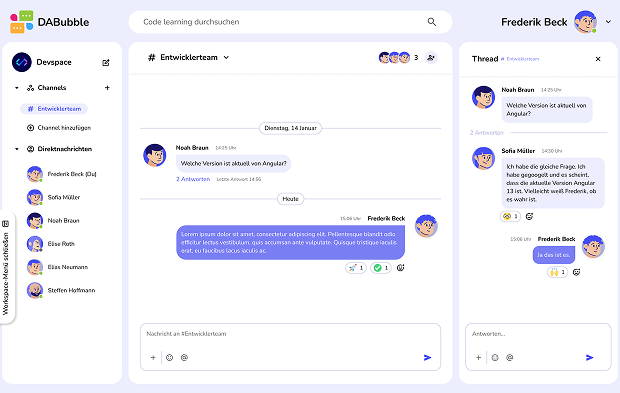 DABubble
Code learning durchsuchen
Frederik Beck
Devspace
Channels
+
# Entwicklerteam
Channel hinzufügen
Direktnachrichten
Frederik Beck (Du)
Sofia Müller
Noah Braun
Elise Roth
Elias Neumann
Steffen Hoffmann
Workspace-Menü schließen
# Entwicklerteam
3
Dienstag, 14 Januar
Noah Braun 14:25 Uhr
Welche Version ist aktuell von Angular?
2 Antworten Letzte Antwort 14:56
Heute
15:06 Uhr Frederik Beck
Lorem ipsum dolor sit amet, consectetur adipiscing elit. Pellentesque blandit odio
efficitur lectus vestibulum, quis accumsan ante vulputate. Quisque tristique iaculis
erat, eu faucibus lacus iaculis ac.
1
1
Nachricht an #Entwicklerteam
+ @
Thread # Entwicklerteam
Noah Braun 14:25 Uhr
Welche Version ist aktuell von
Angular?
2 Antworten
Sofia Müller 14:30 Uhr
Ich habe die gleiche Frage. Ich
habe gegoogelt und es scheint,
dass die aktuelle Version Angular
13 ist. Vielleicht weiß Frederik, ob
es wahr ist.
1
15:06 Uhr Frederik Beck
Ja das ist es.
1
Antworten...
+ @